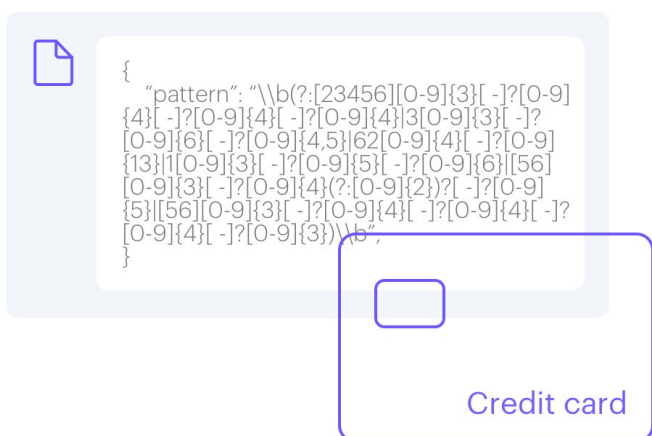 {
“pattern”: “\\b(?:[23456][0-9]{3}[ -]?[0-9]
{4}[ -]?[0-9]{4}[ -]?[0-9]{4}|3[0-9]{3}[ -]?
[0-9]{6}[ -]?[0-9]{4,5}|62[0-9]{4}[ -]?[0-9]
{13}|1[0-9]{3}[ -]?[0-9]{5}[ -]?[0-9]{6}|[56]
[0-9]{3}[ -]?[0-9]{4}(?:[0-9]{2})?[ -]?[0-9]
{5}|[56][0-9]{3}[ -]?[0-9]{4}[ -]?[0-9]{4}[ -]?
[0-9]{4}[ -]?[0-9]{3})\\b”,
}
Credit card